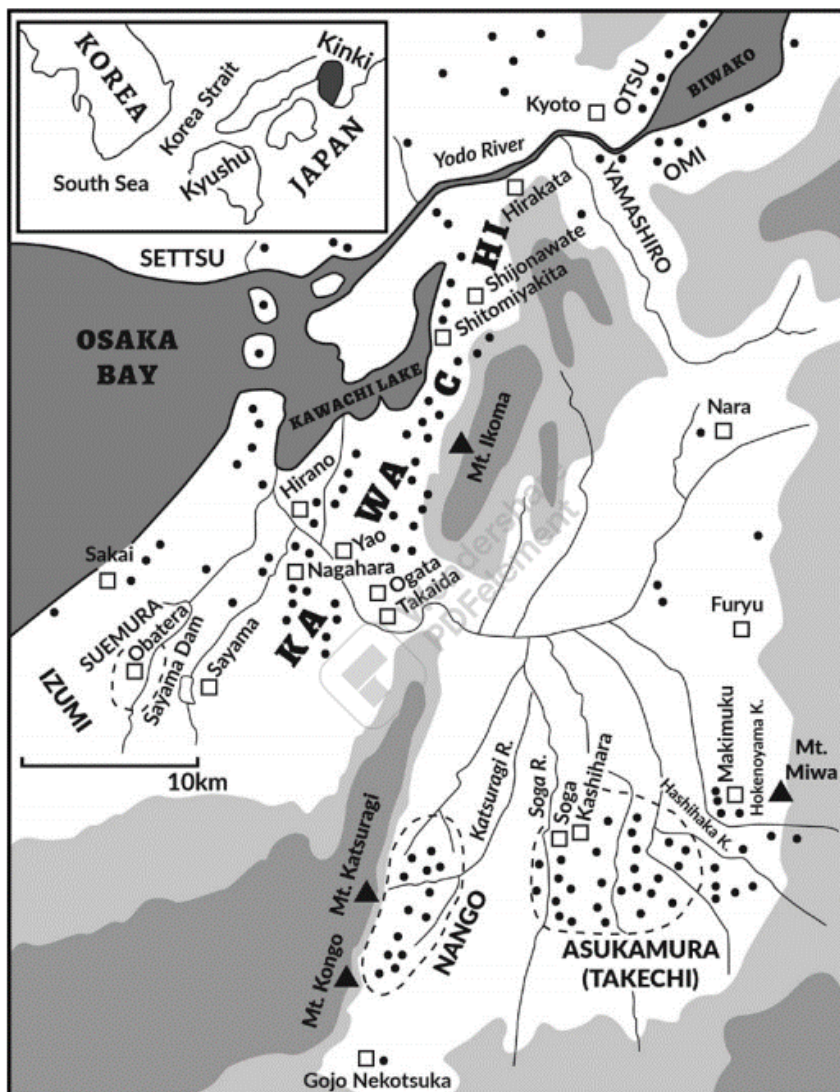 KOREA
Korea Strait
Kinki
JAPAN
South Sea
Kyushu
Kyoto
OTSU
BIWAKO
Yodo River
OMI
YAMASHIRO
Hirakata
SETTSU
KAWACHI
Shijonawate
Shitomiyakita
OSAKA
BAY
KAWACHI LAKE
Mt. Ikoma
Nara
Hirano
Yao
Sakai
Nagahara
Ogata
Takaida
SUEMURA
Obatera
Sayama Dam
Sayama
IZUMI
Furyu
10km
Makimuku
Hokenoyama K.
Mt.
Miwa
Katsuragi R.
Soga R.
Soga
Kashihara
Hashihaka K.
Mt. Katsuragi
Mt. Kongo
NANGO
ASUKAMURA
(TAKECHI)
Gojo Nekotsuka
Wondershare
PDFelement